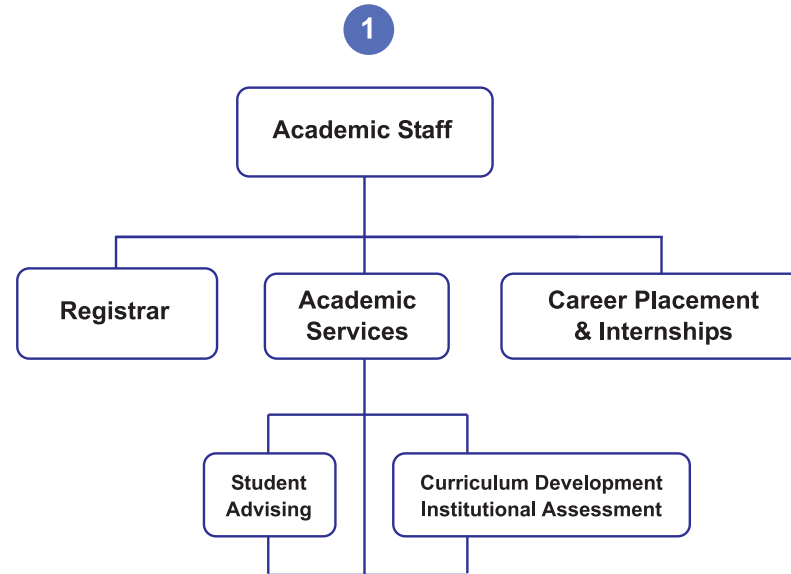 1
Academic Staff
Registrar
Academic
Services
Career Placement
& Internships
Student
Advising
Curriculum Development
Institutional Assessment